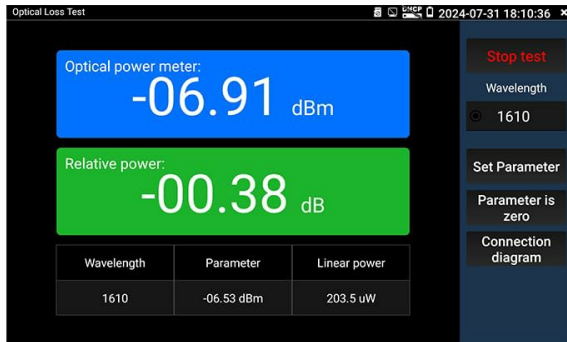 Optical Loss Test
DHCP
2024-07-31 18:10:36
Optical power meter:
-06.91 dBm
Relative power:
-00.38 dB
Wavelength Parameter Linear power
1610 -06.53 dBm 203.5 uW
Stop test
Wavelength
1610
Set Parameter
Parameter is
zero
Connection
diagram